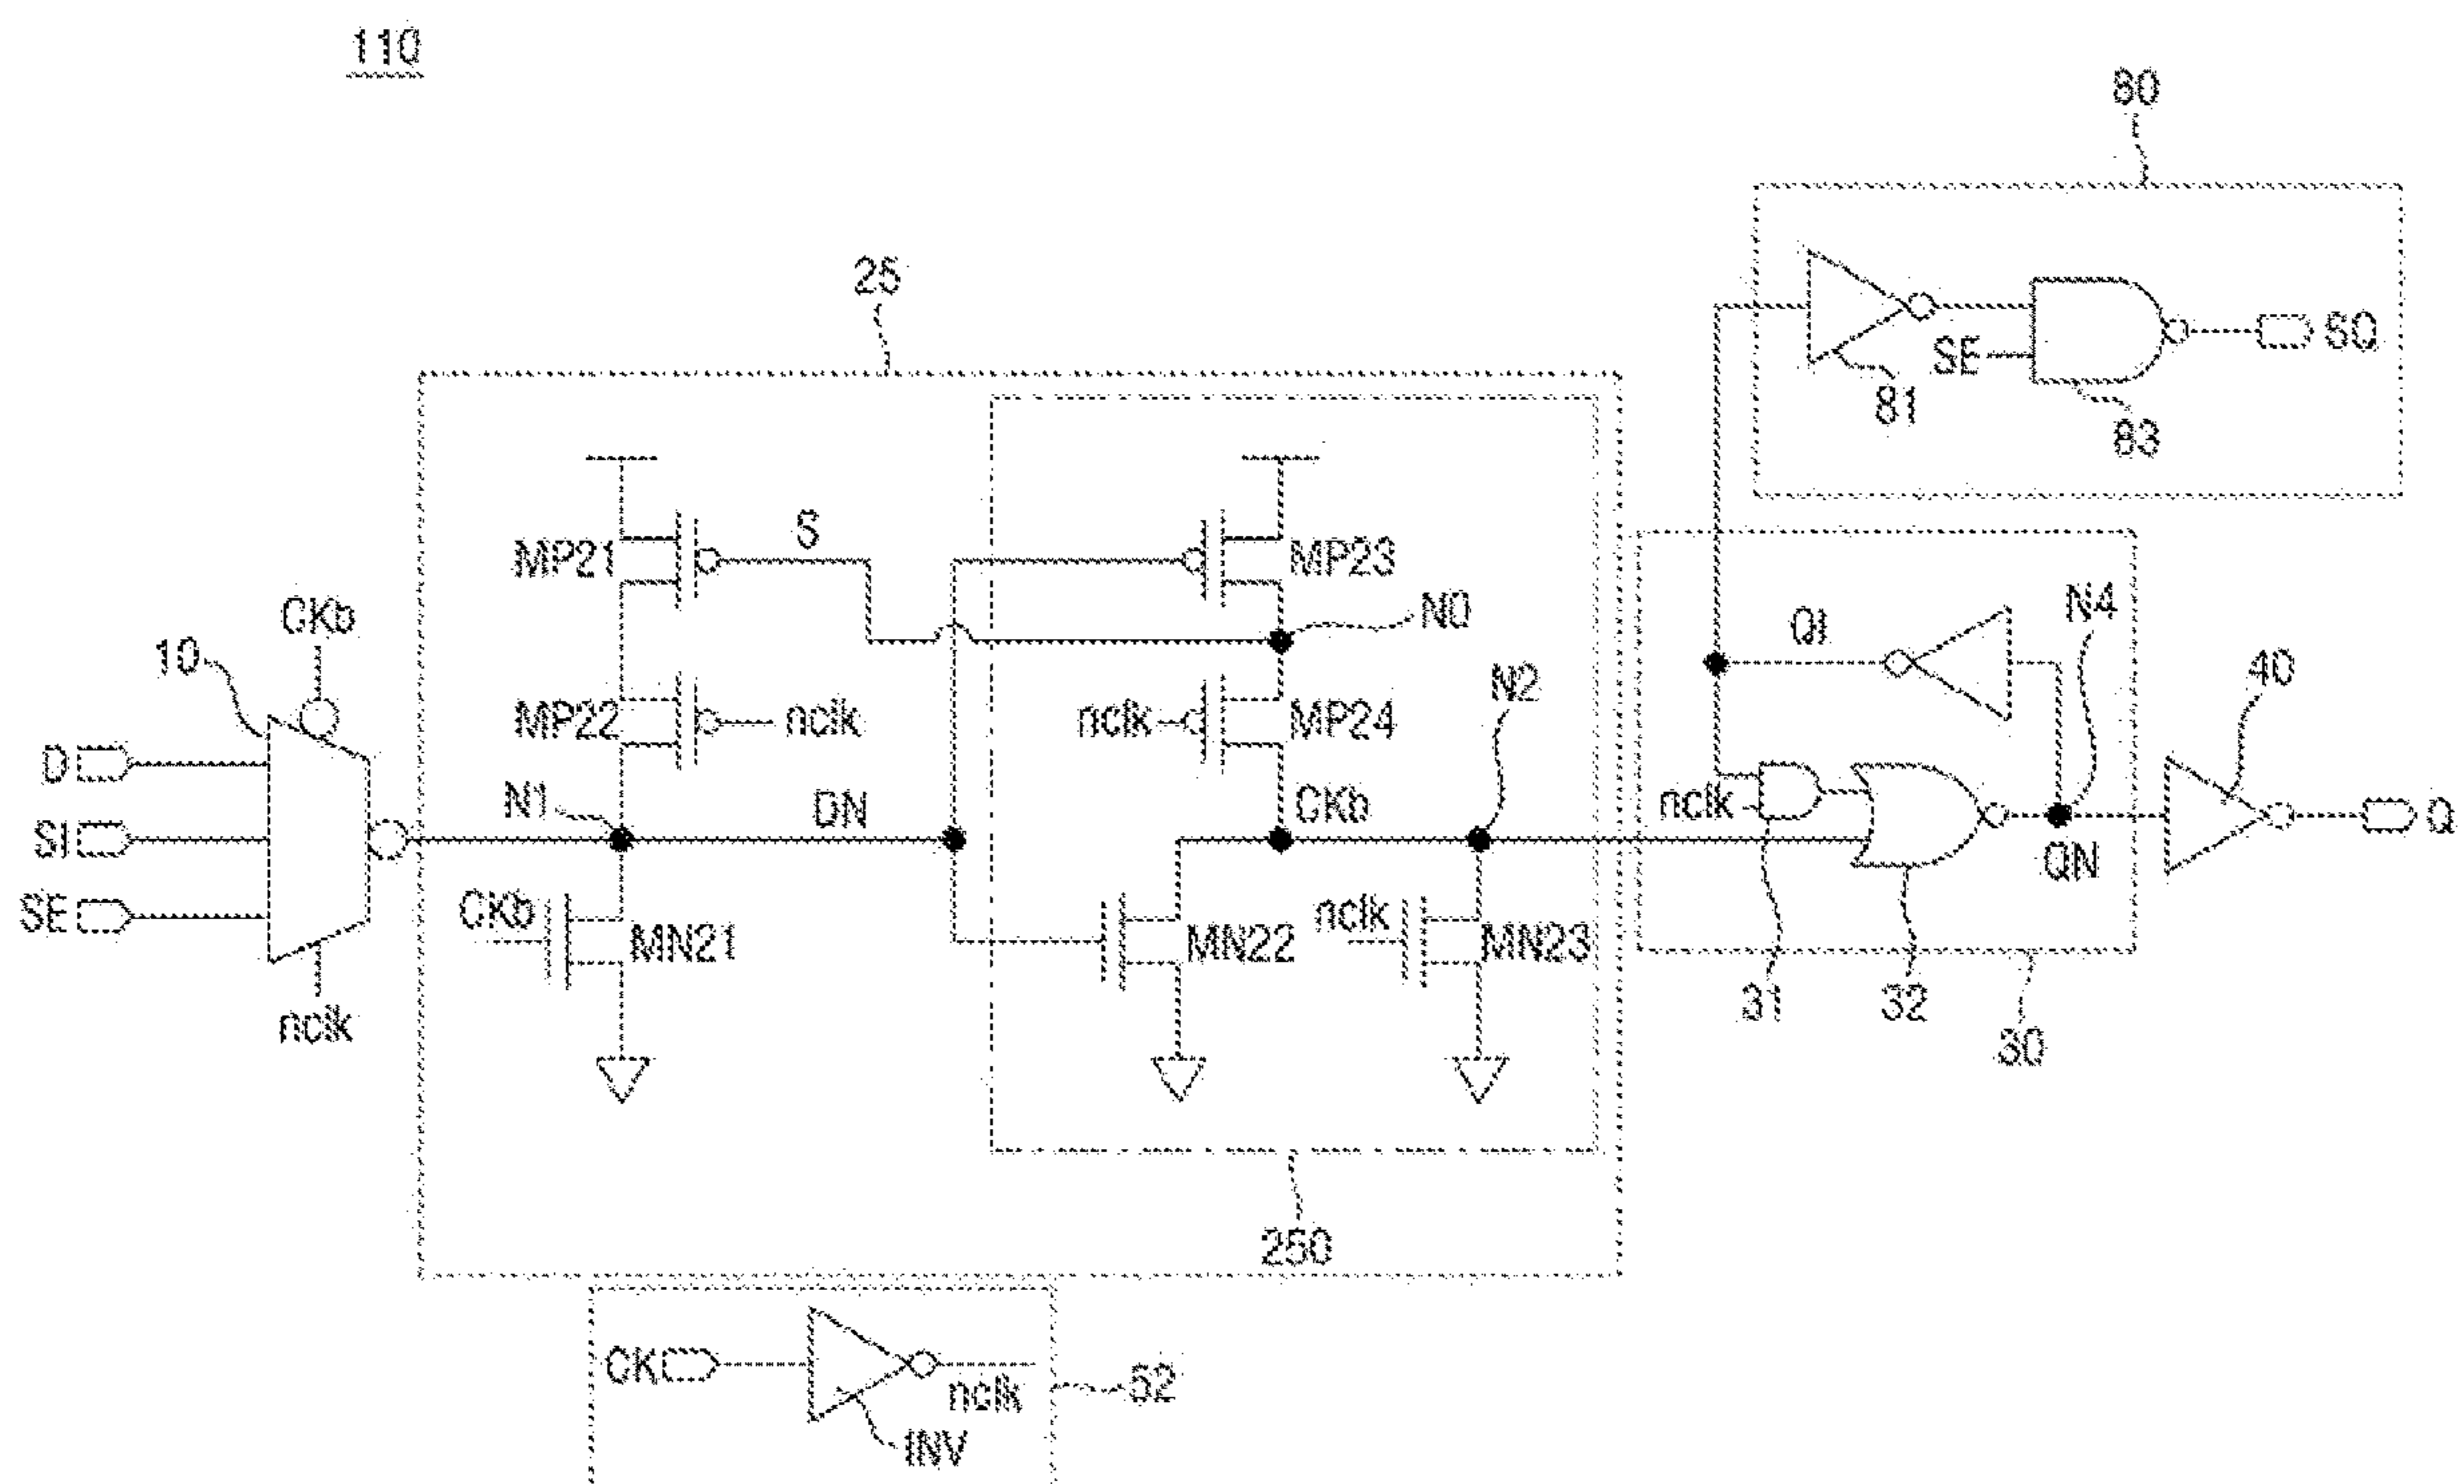 110
80
25
SE
SQ
81
83
MP21
S
MP23
N0
CKb
10
QI
N4
N2
40
MP22
nclk
nclk
MP24
D
N1
DN
CKb
nclk
SI
Q
QN
SE
CKb
MN21
MN22
nclk
MN23
nclk
31
32
30
250
CK
nclk
52
INV